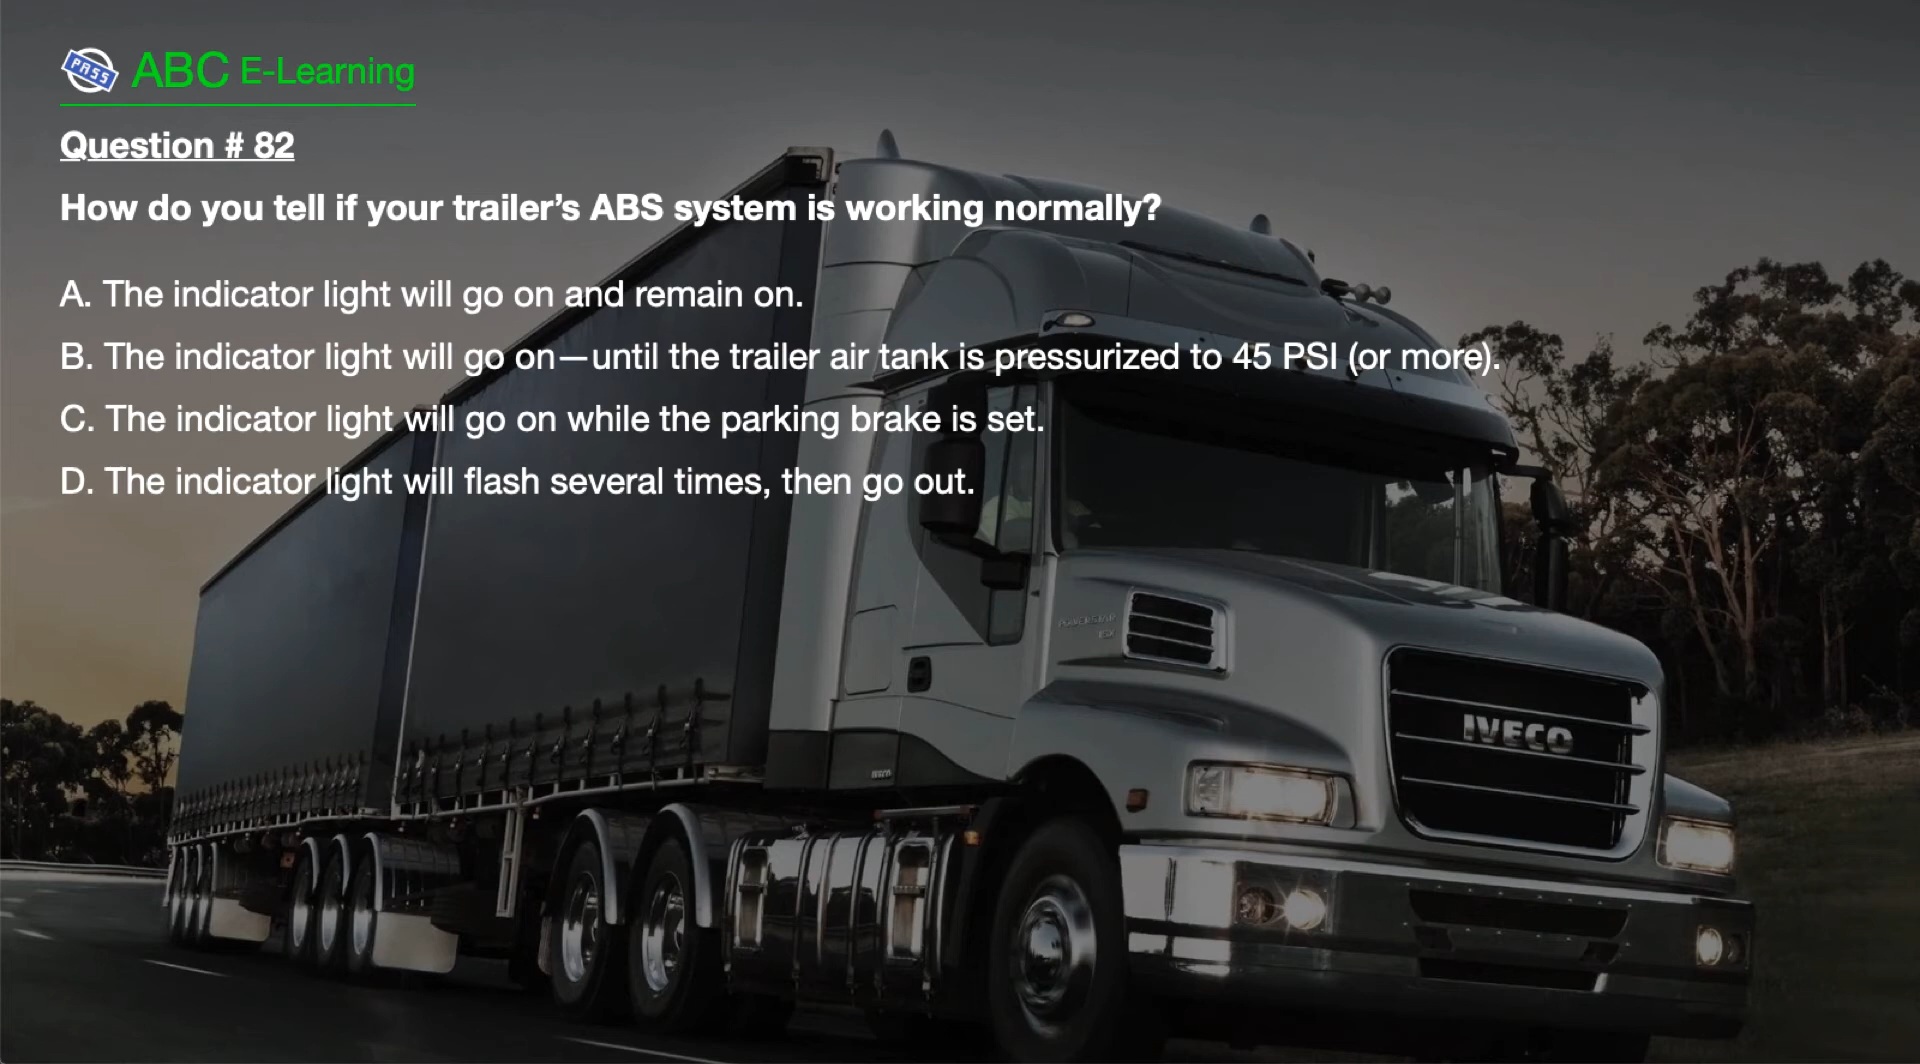 PASS ABC E-Learning
Question # 82
How do you tell if your trailer’s ABS system is working normally?
A. The indicator light will go on and remain on.
B. The indicator light will go on—until the trailer air tank is pressurized to 45 PSI (or more).
C. The indicator light will go on while the parking brake is set.
D. The indicator light will flash several times, then go out.
POWERSTAR
IVECO
IVECO